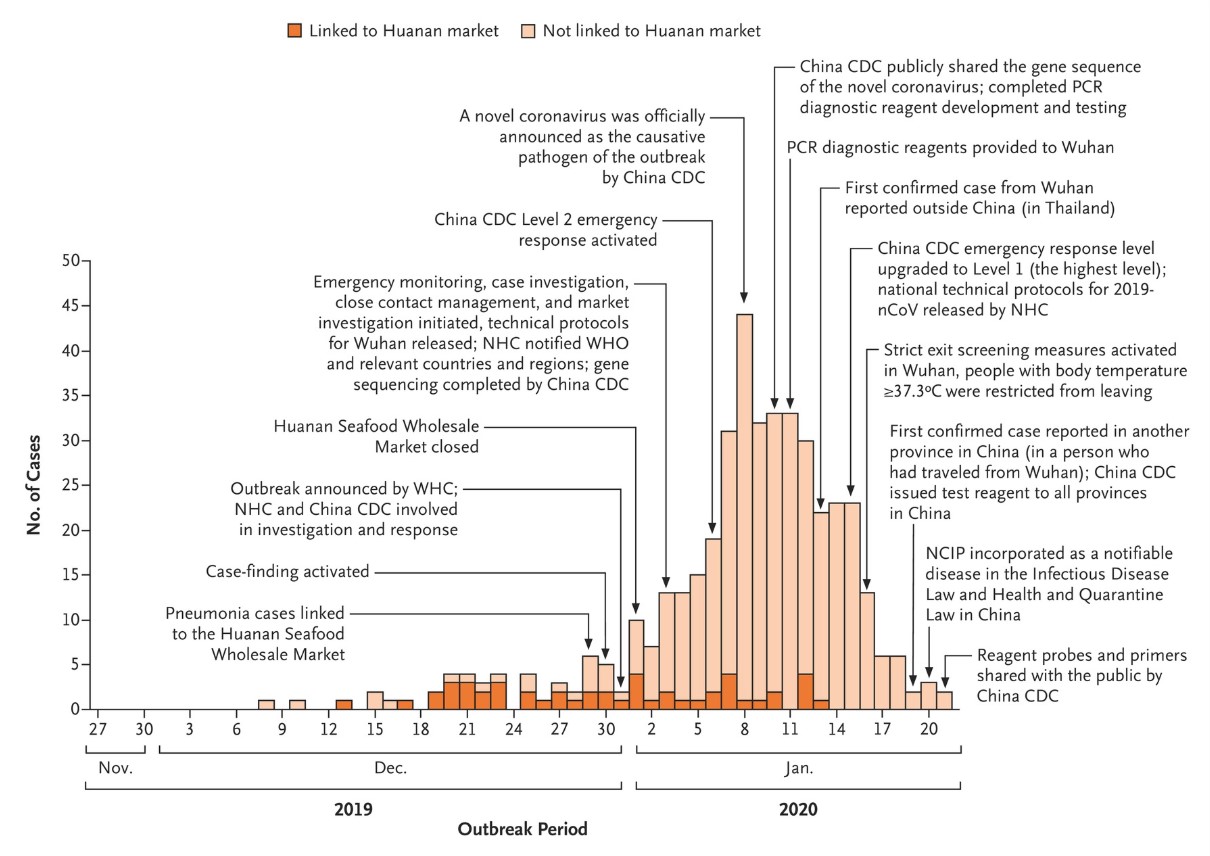 Linked to Huanan market
Not linked to Huanan market
China CDC publicly shared the gene sequence
of the novel coronavirus; completed PCR
diagnostic reagent development and testing
A novel coronavirus was officially
announced as the causative
pathogen of the outbreak
by China CDC
PCR diagnostic reagents provided to Wuhan
First confirmed case from Wuhan
reported outside China (in Thailand)
China CDC Level 2 emergency
response activated
China CDC emergency response level
upgraded to Level 1 (the highest level);
national technical protocols for 2019-
nCoV released by NHC
Emergency monitoring, case investigation,
close contact management, and market
investigation initiated, technical protocols
for Wuhan released; NHC notified WHO
and relevant countries and regions; gene
sequencing completed by China CDC
Strict exit screening measures activated
in Wuhan, people with body temperature
≥37.3ºC were restricted from leaving
Huanan Seafood Wholesale
Market closed
First confirmed case reported in another
province in China (in a person who
had traveled from Wuhan); China CDC
issued test reagent to all provinces
in China
Outbreak announced by WHC;
NHC and China CDC involved
in investigation and response
NCIP incorporated as a notifiable
disease in the Infectious Disease
Law and Health and Quarantine
Law in China
Case-finding activated
Pneumonia cases linked
to the Huanan Seafood
Wholesale Market
Reagent probes and primers
shared with the public by
China CDC
No. of Cases
50
45
40
35
30
25
20
15
10
5
0
27 30 3 6 9 12 15 18 21 24 27 30 2 5 8 11 14 17 20
Nov. Dec. Jan.
2019 2020
Outbreak Period